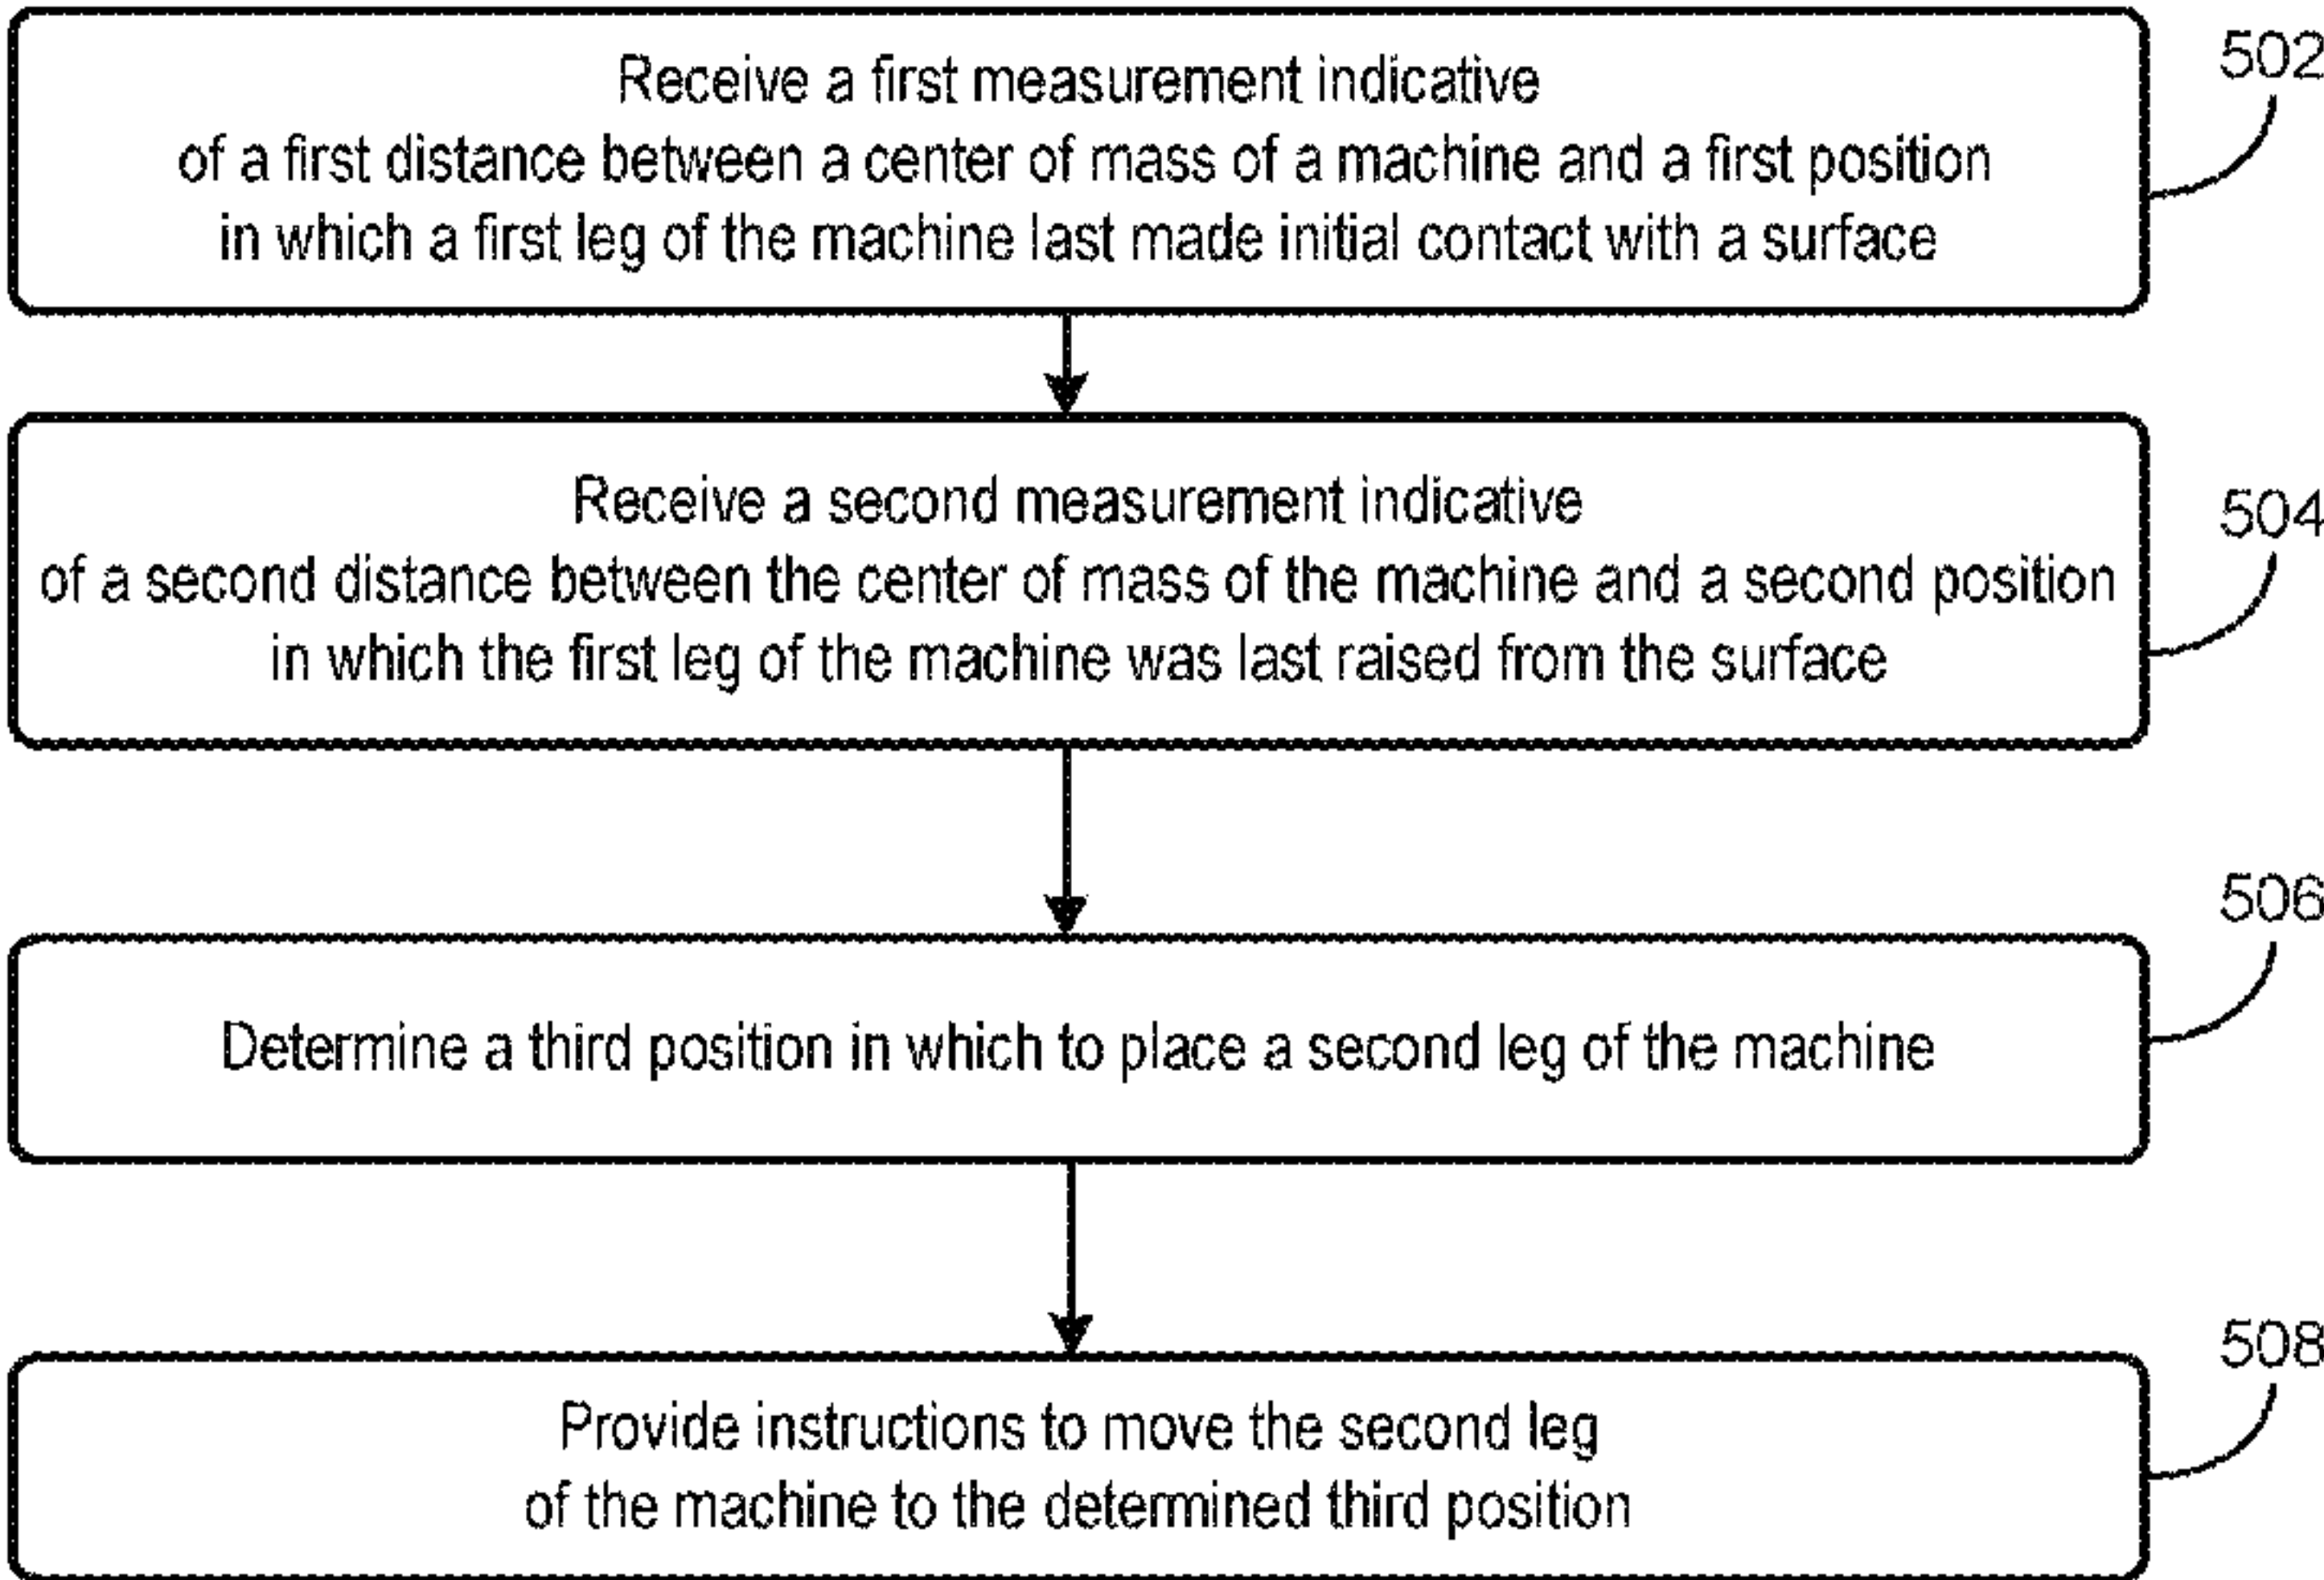 Receive a first measurement indicative
of a first distance between a center of mass of a machine and a first position
in which a first leg of the machine last made initial contact with a surface
502
Receive a second measurement indicative
of a second distance between the center of mass of the machine and a second position
in which the first leg of the machine was last raised from the surface
504
Determine a third position in which to place a second leg of the machine
506
Provide instructions to move the second leg
of the machine to the determined third position
508